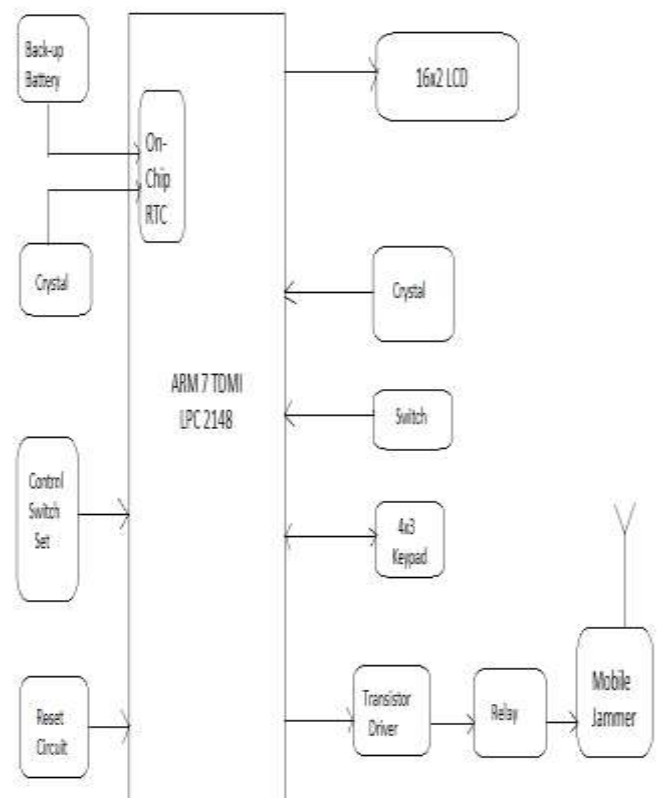 Back-up
Battery
16x2 LCD
On-
Chip
RTC
Crystal
Crystal
ARM 7 TDMI
LPC 2148
Switch
Control
Switch
Set
4x3
Keypad
Reset
Circuit
Transistor
Driver
Relay
Mobile
Jammer